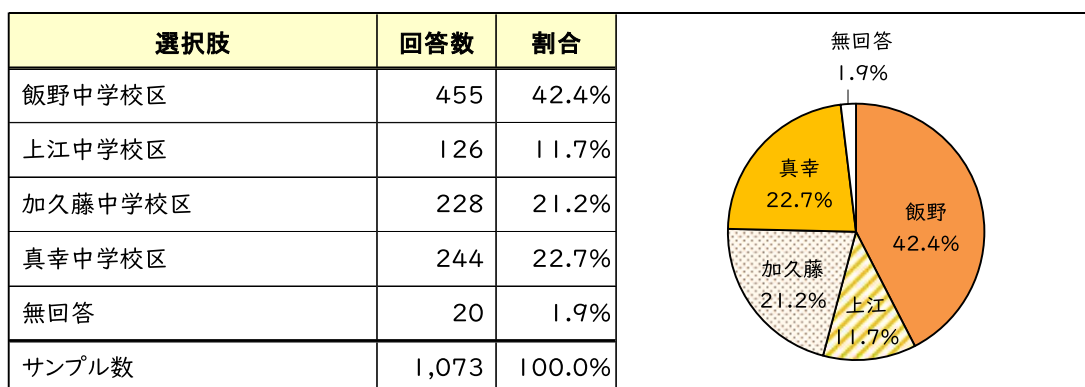 選択肢 回答数 割合
飯野中学校区 455 42.4%
上江中学校区 126 11.7%
加久藤中学校区 228 21.2%
真幸中学校区 244 22.7%
無回答 20 1.9%
サンプル数 1,073 100.0%
無回答
1.9%
真幸
22.7%
飯野
42.4%
加久藤
21.2%
上江
11.7%